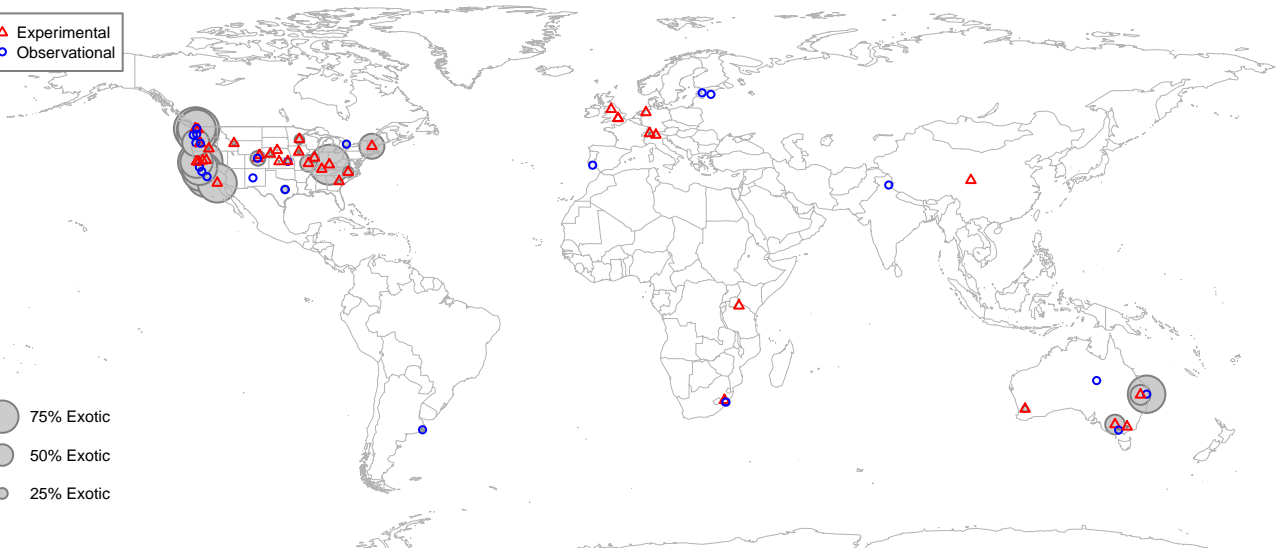 Experimental
Observational
75% Exotic
50% Exotic
25% Exotic